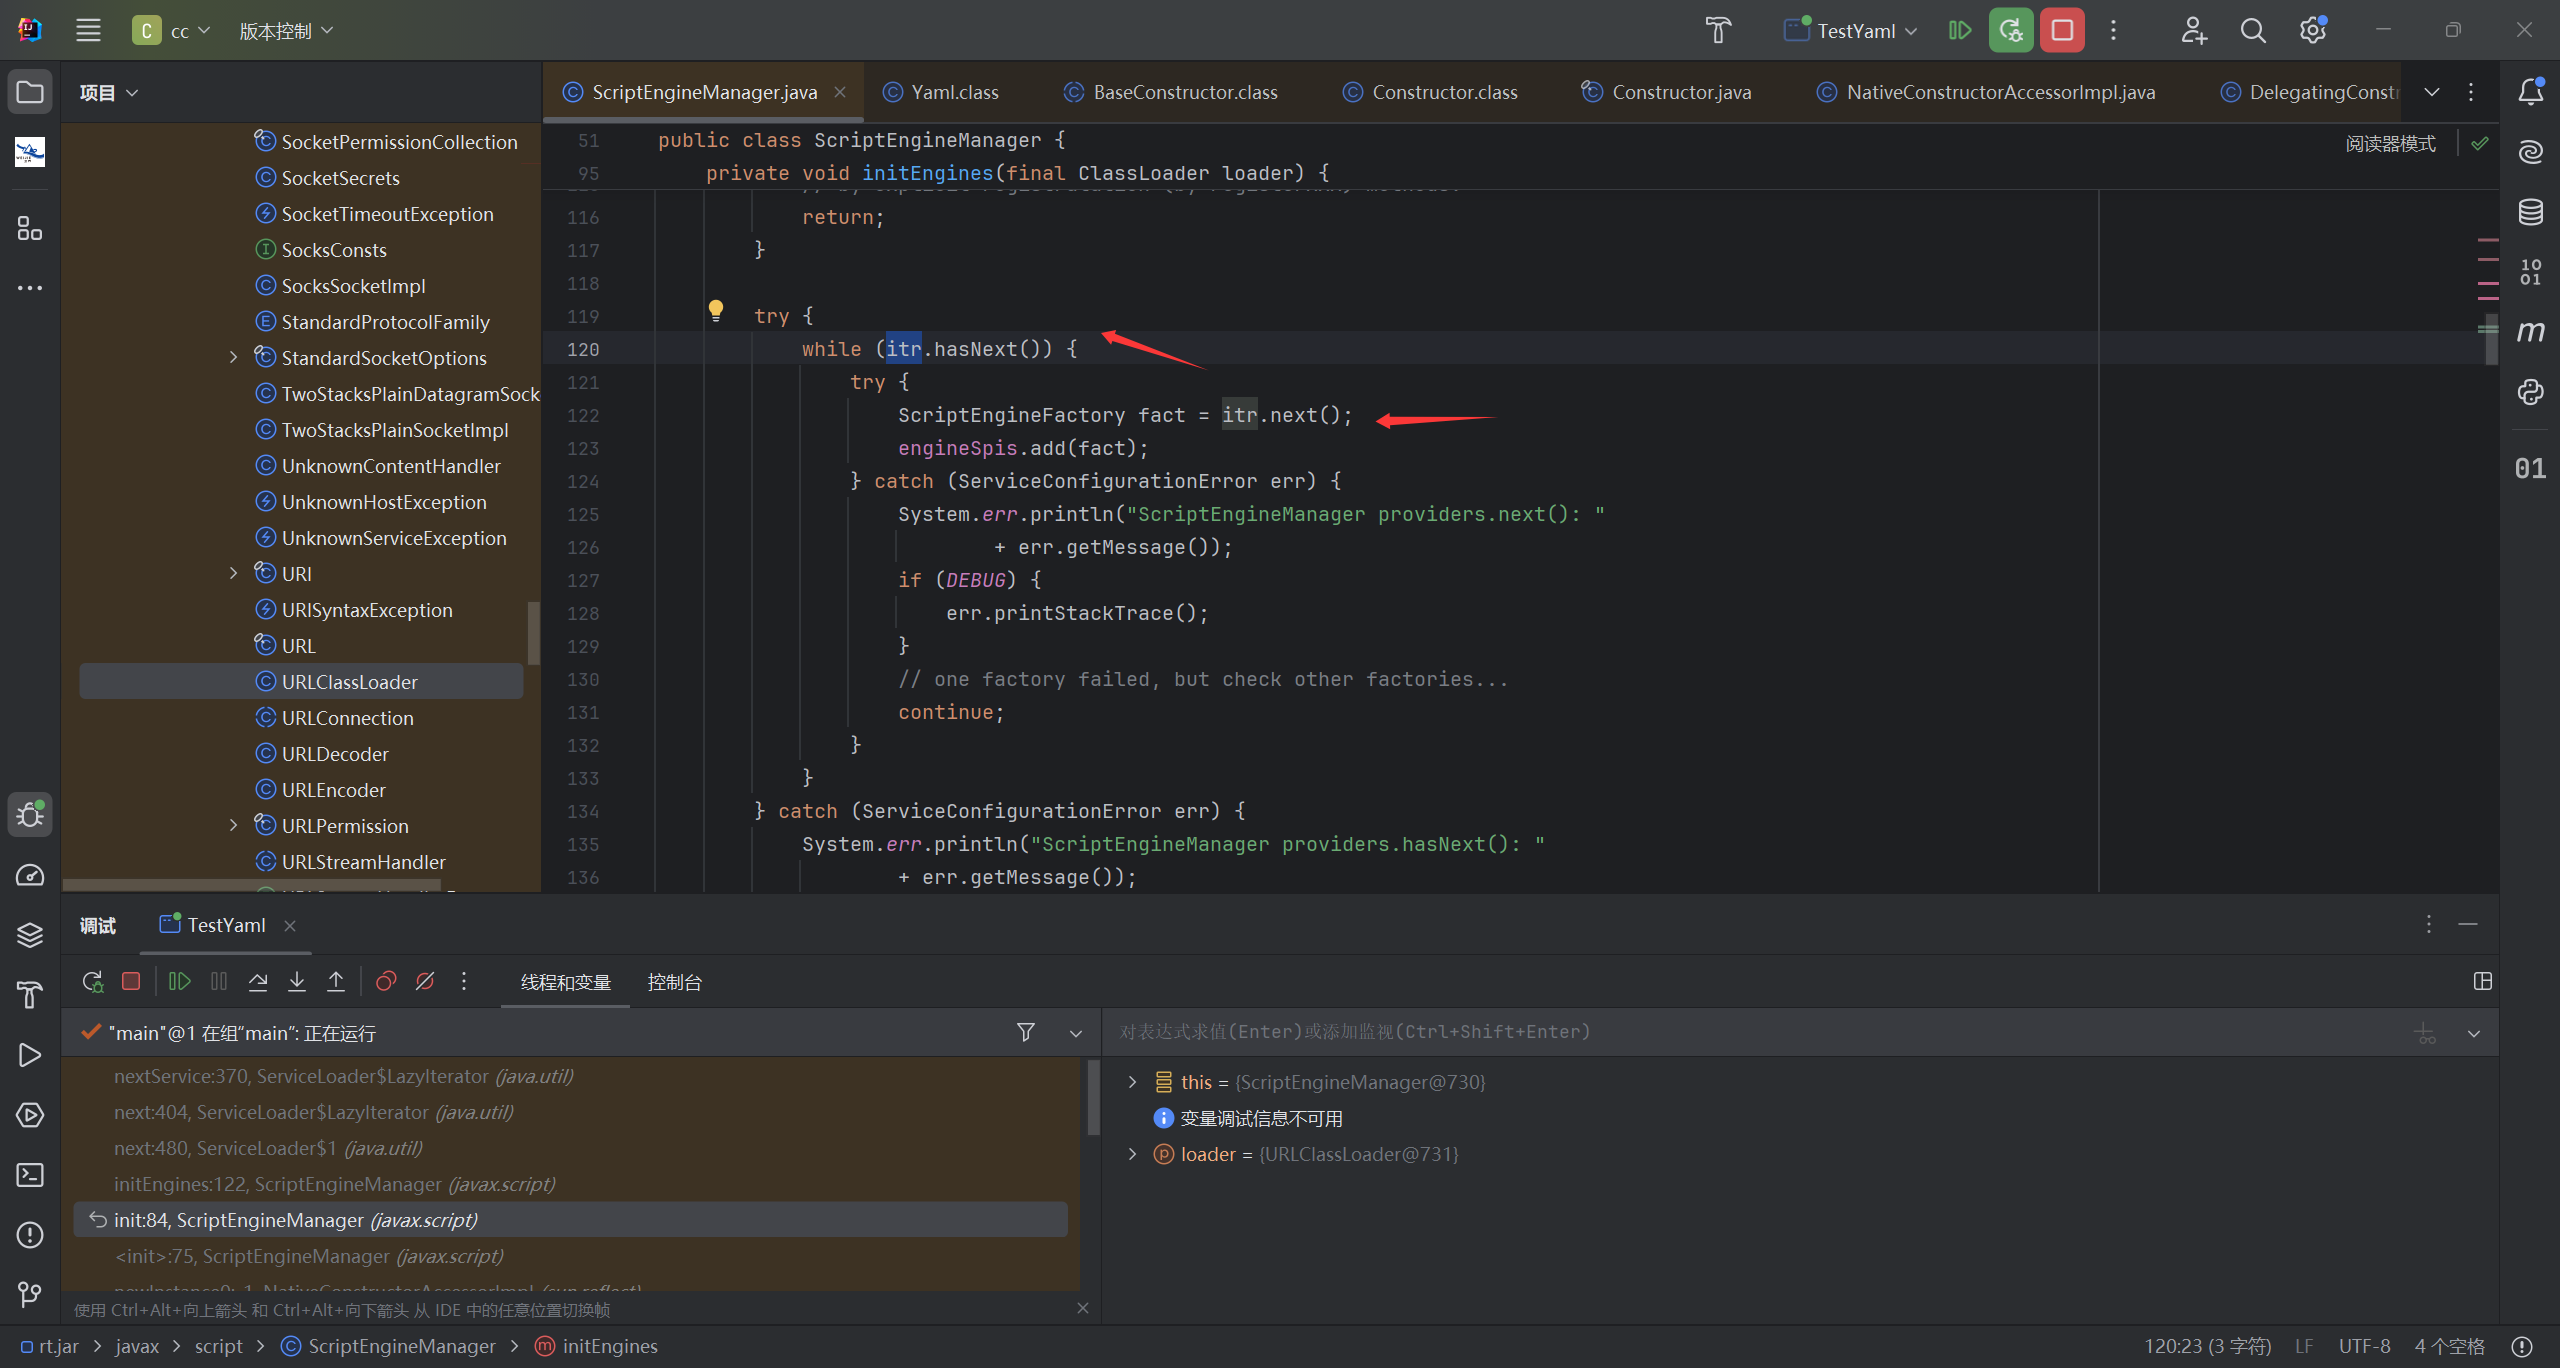 C cc 版本控制 TestYaml
项目
ScriptEngineManager.java Yaml.class BaseConstructor.class Constructor.class Constructor.java NativeConstructorAccessorImpl.java DelegatingConstr
SocketPermissionCollection
SocketSecrets
SocketTimeoutException
SocksConsts
SocksSocketImpl
StandardProtocolFamily
StandardSocketOptions
TwoStacksPlainDatagramSock
TwoStacksPlainSocketImpl
UnknownContentHandler
UnknownHostException
UnknownServiceException
URI
URISyntaxException
URL
URLClassLoader
URLConnection
URLDecoder
URLEncoder
URLPermission
URLStreamHandler
阅读器模式
51 public class ScriptEngineManager {
95 private void initEngines(final ClassLoader loader) {
116 return;
117 }
118
119 try {
120 while (itr.hasNext()) {
121 try {
122 ScriptEngineFactory fact = itr.next();
123 engineSpis.add(fact);
124 } catch (ServiceConfigurationError err) {
125 System.err.println("ScriptEngineManager providers.next(): "
126 + err.getMessage());
127 if (DEBUG) {
128 err.printStackTrace();
129 }
130 // one factory failed, but check other factories...
131 continue;
132 }
133 }
134 } catch (ServiceConfigurationError err) {
135 System.err.println("ScriptEngineManager providers.hasNext(): "
136 + err.getMessage());
10
01
m
01
调试 TestYaml
线程和变量 控制台
"main"@1 在组"main": 正在运行
nextService:370, ServiceLoader$LazyIterator (java.util)
next:404, ServiceLoader$LazyIterator (java.util)
next:480, ServiceLoader$1 (java.util)
initEngines:122, ScriptEngineManager (javax.script)
init:84, ScriptEngineManager (javax.script)
<init>:75, ScriptEngineManager (javax.script)
使用 Ctrl+Alt+向上箭头 和 Ctrl+Alt+向下箭头 从 IDE 中的任意位置切换帧
对表达式求值(Enter)或添加监视(Ctrl+Shift+Enter)
this = {ScriptEngineManager@730}
变量调试信息不可用
loader = {URLClassLoader@731}
rt.jar > javax > script > ScriptEngineManager > initEngines
120:23 (3 字符) LF UTF-8 4 个空格